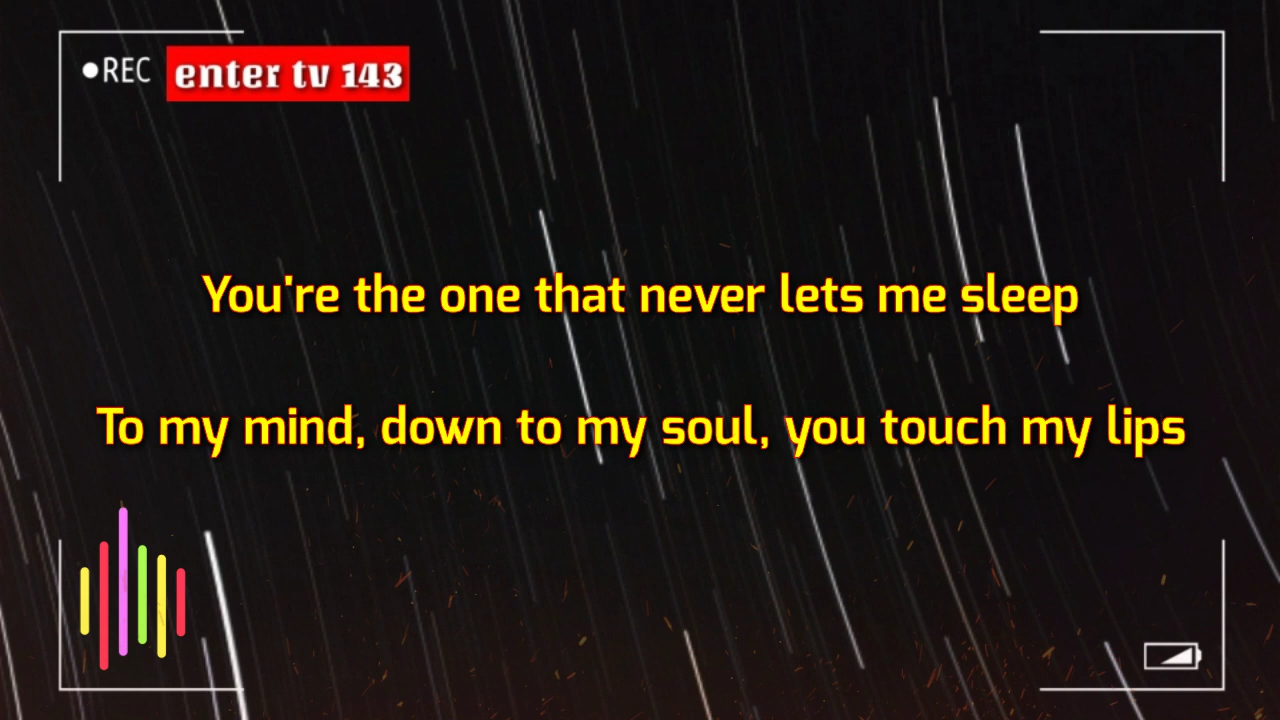 ●REC enter tv 143
You're the one that never lets me sleep
To my mind, down to my soul, you touch my lips